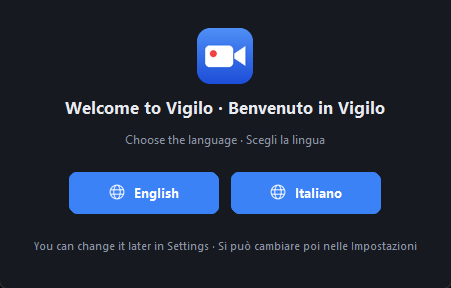 Welcome to Vigilo · Benvenuto in Vigilo
Choose the language · Scegli la lingua
English
Italiano
You can change it later in Settings · Si può cambiare poi nelle Impostazioni